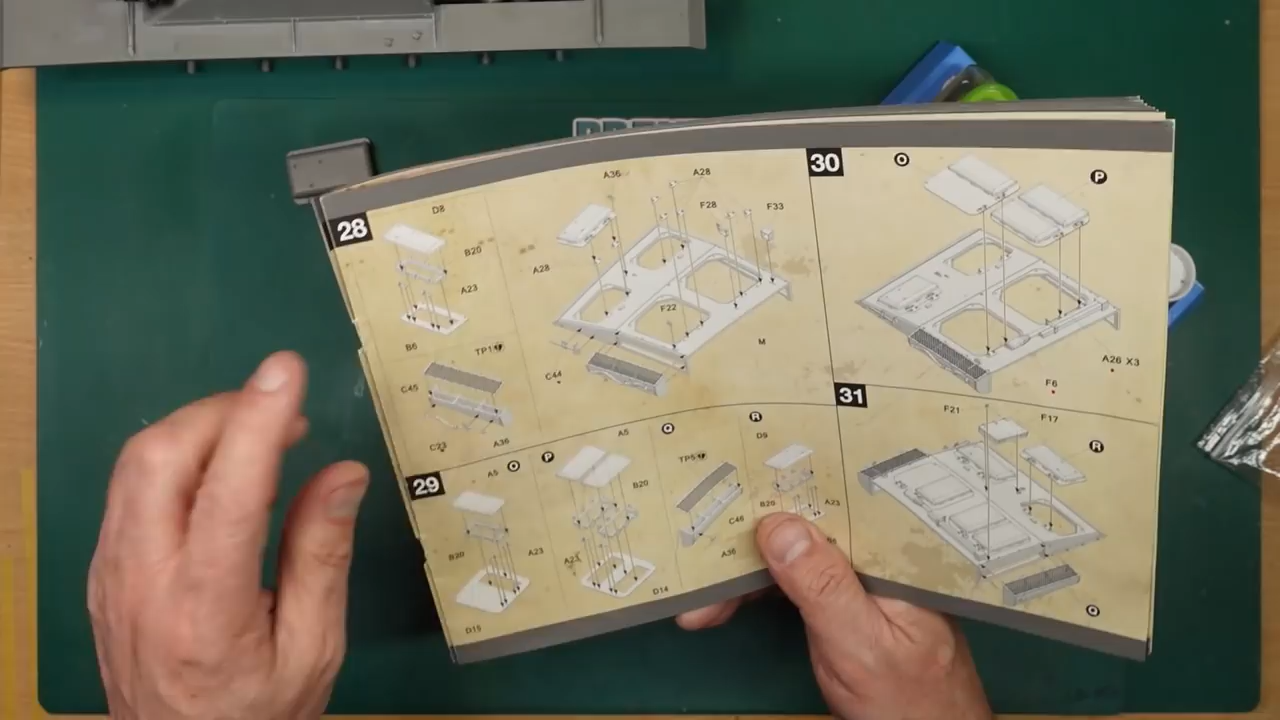 28
D8
B20
A23
B6
TP1
C45
C23
A36
A36
A28
F28
F33
A28
F22
C44
M
29
A5
O
B20
A23
D15
P
A5
B20
A23
D14
O
TP5
C46
A36
R
D9
B20
A23
30
O
P
A26 X3
F6
31
F21
F17
R
Q